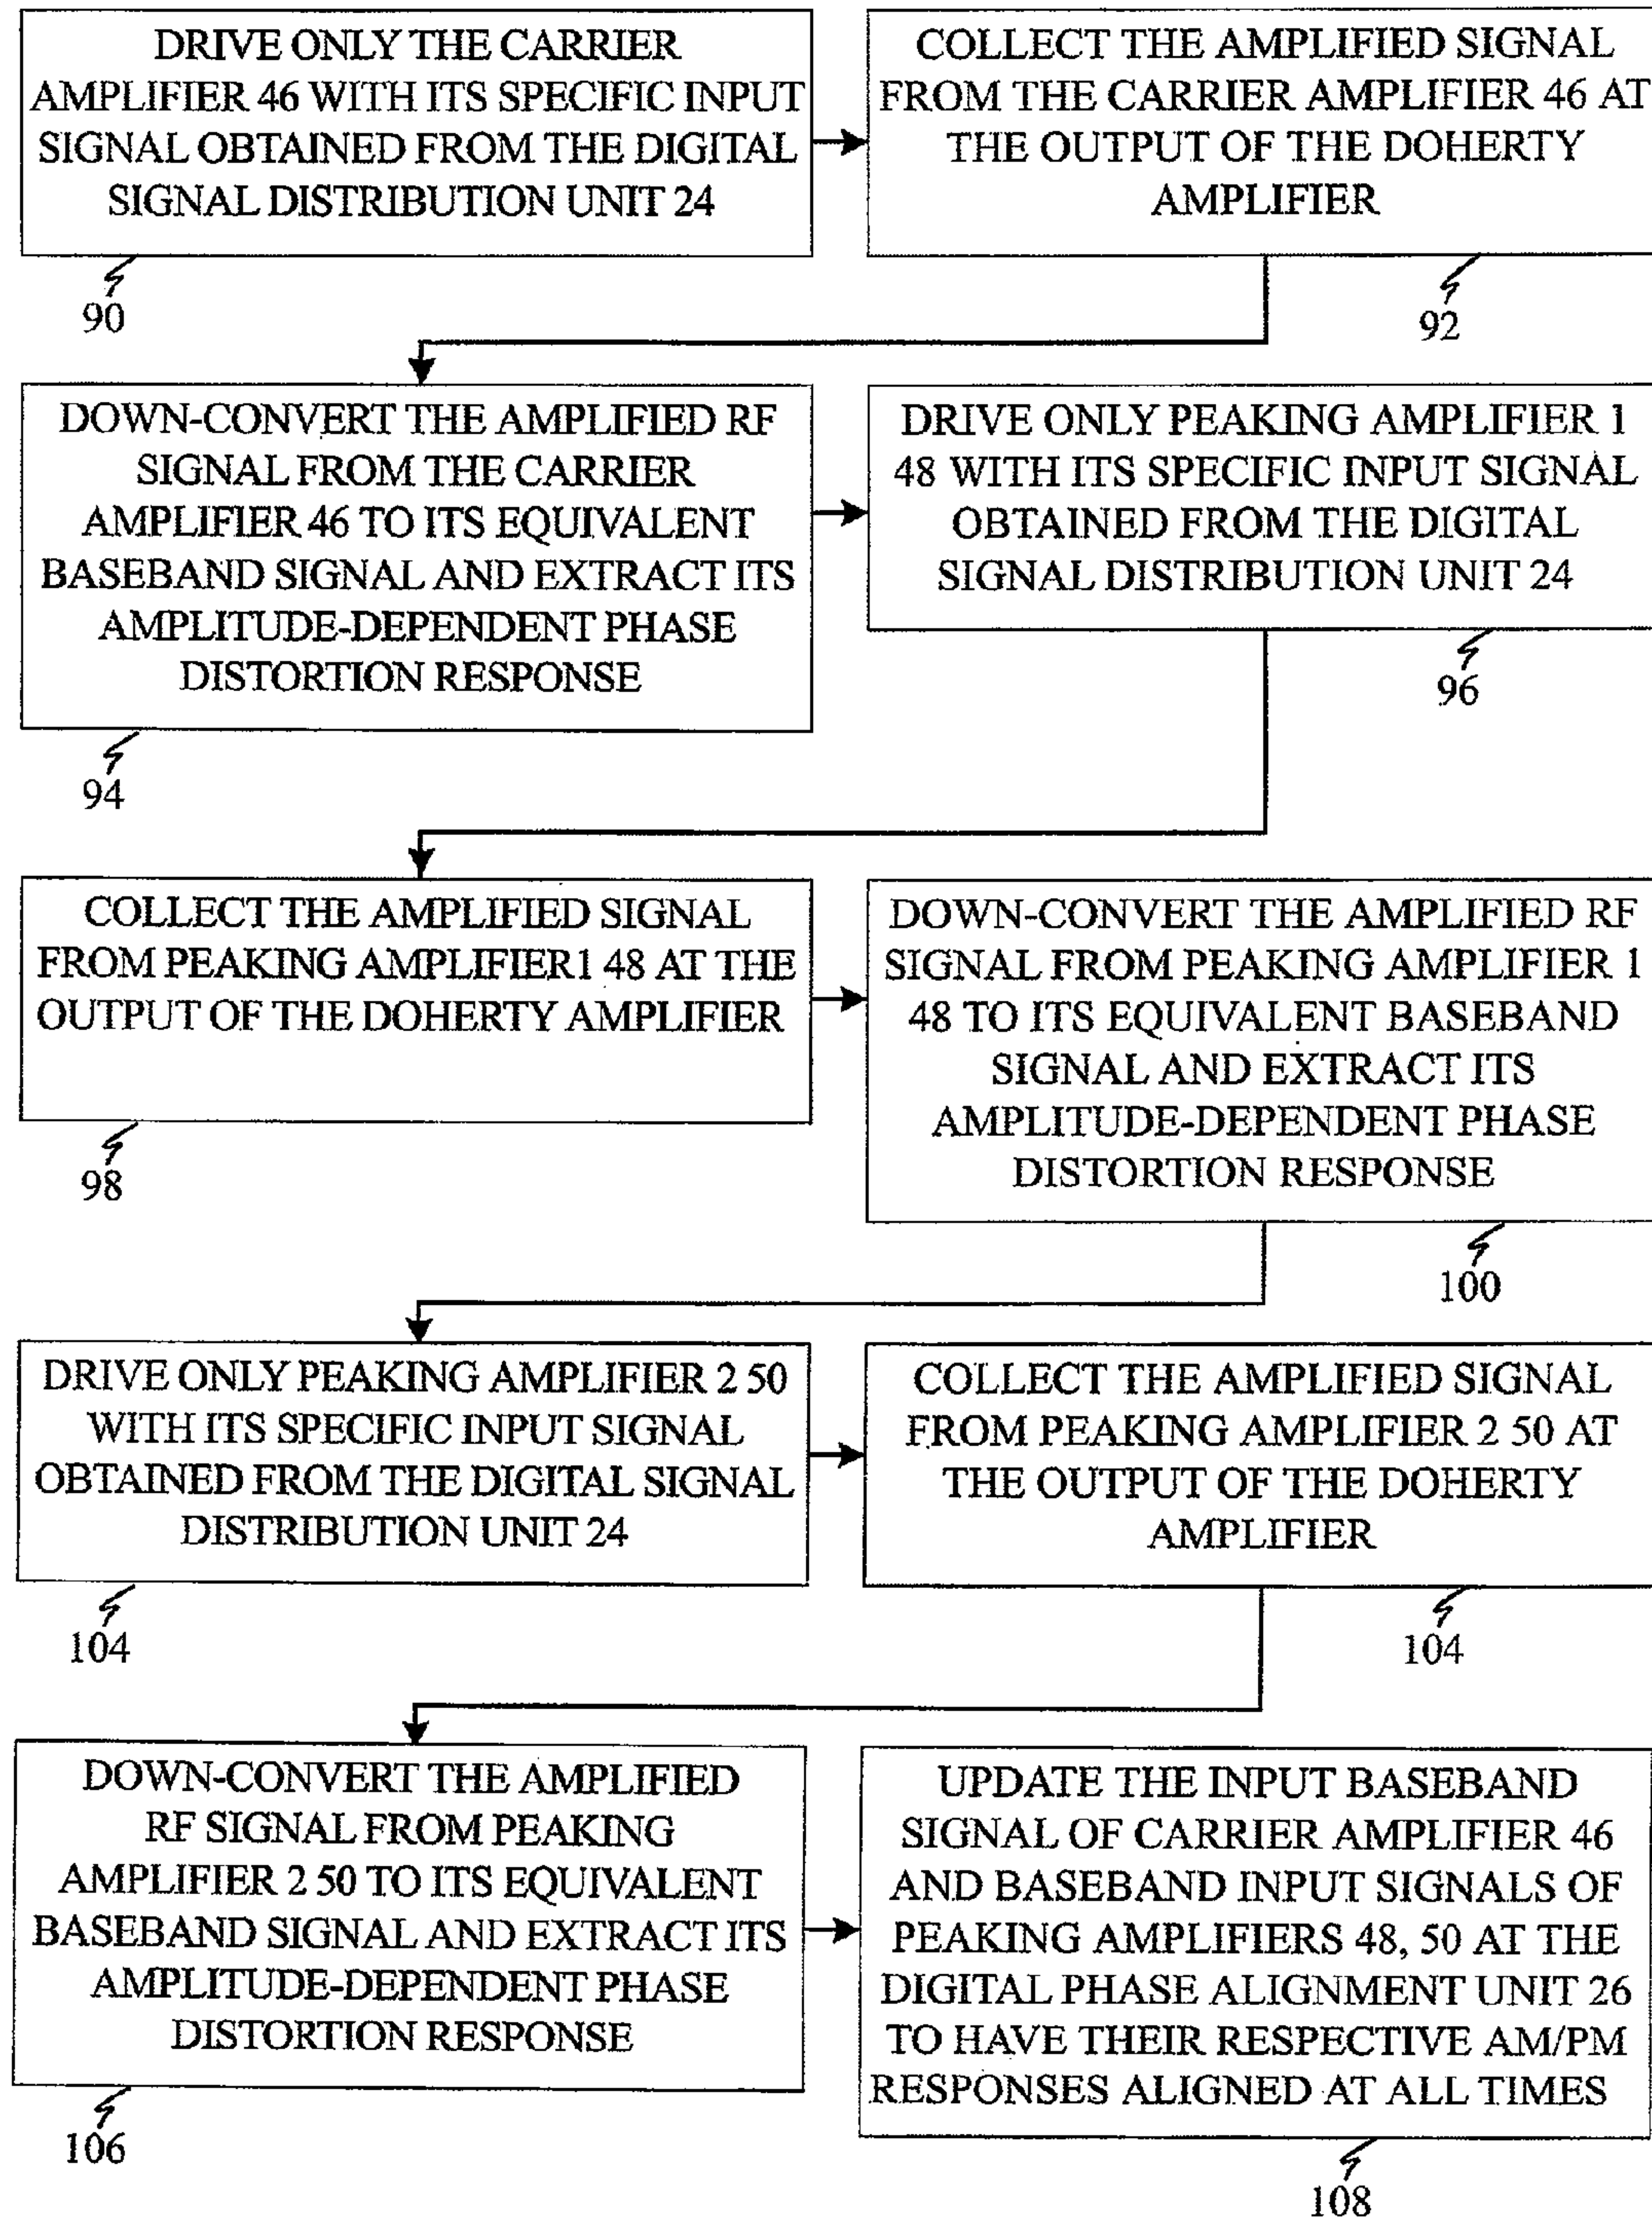 DRIVE ONLY THE CARRIER
AMPLIFIER 46 WITH ITS SPECIFIC INPUT
SIGNAL OBTAINED FROM THE DIGITAL
SIGNAL DISTRIBUTION UNIT 24
90
COLLECT THE AMPLIFIED SIGNAL
FROM THE CARRIER AMPLIFIER 46 AT
THE OUTPUT OF THE DOHERTY
AMPLIFIER
92
DOWN-CONVERT THE AMPLIFIED RF
SIGNAL FROM THE CARRIER
AMPLIFIER 46 TO ITS EQUIVALENT
BASEBAND SIGNAL AND EXTRACT ITS
AMPLITUDE-DEPENDENT PHASE
DISTORTION RESPONSE
94
DRIVE ONLY PEAKING AMPLIFIER 1
48 WITH ITS SPECIFIC INPUT SIGNAL
OBTAINED FROM THE DIGITAL
SIGNAL DISTRIBUTION UNIT 24
96
COLLECT THE AMPLIFIED SIGNAL
FROM PEAKING AMPLIFIER1 48 AT THE
OUTPUT OF THE DOHERTY AMPLIFIER
98
DOWN-CONVERT THE AMPLIFIED RF
SIGNAL FROM PEAKING AMPLIFIER 1
48 TO ITS EQUIVALENT BASEBAND
SIGNAL AND EXTRACT ITS
AMPLITUDE-DEPENDENT PHASE
DISTORTION RESPONSE
100
DRIVE ONLY PEAKING AMPLIFIER 2 50
WITH ITS SPECIFIC INPUT SIGNAL
OBTAINED FROM THE DIGITAL SIGNAL
DISTRIBUTION UNIT 24
104
COLLECT THE AMPLIFIED SIGNAL
FROM PEAKING AMPLIFIER 2 50 AT
THE OUTPUT OF THE DOHERTY
AMPLIFIER
104
DOWN-CONVERT THE AMPLIFIED
RF SIGNAL FROM PEAKING
AMPLIFIER 2 50 TO ITS EQUIVALENT
BASEBAND SIGNAL AND EXTRACT ITS
AMPLITUDE-DEPENDENT PHASE
DISTORTION RESPONSE
106
UPDATE THE INPUT BASEBAND
SIGNAL OF CARRIER AMPLIFIER 46
AND BASEBAND INPUT SIGNALS OF
PEAKING AMPLIFIERS 48, 50 AT THE
DIGITAL PHASE ALIGNMENT UNIT 26
TO HAVE THEIR RESPECTIVE AM/PM
RESPONSES ALIGNED AT ALL TIMES
108